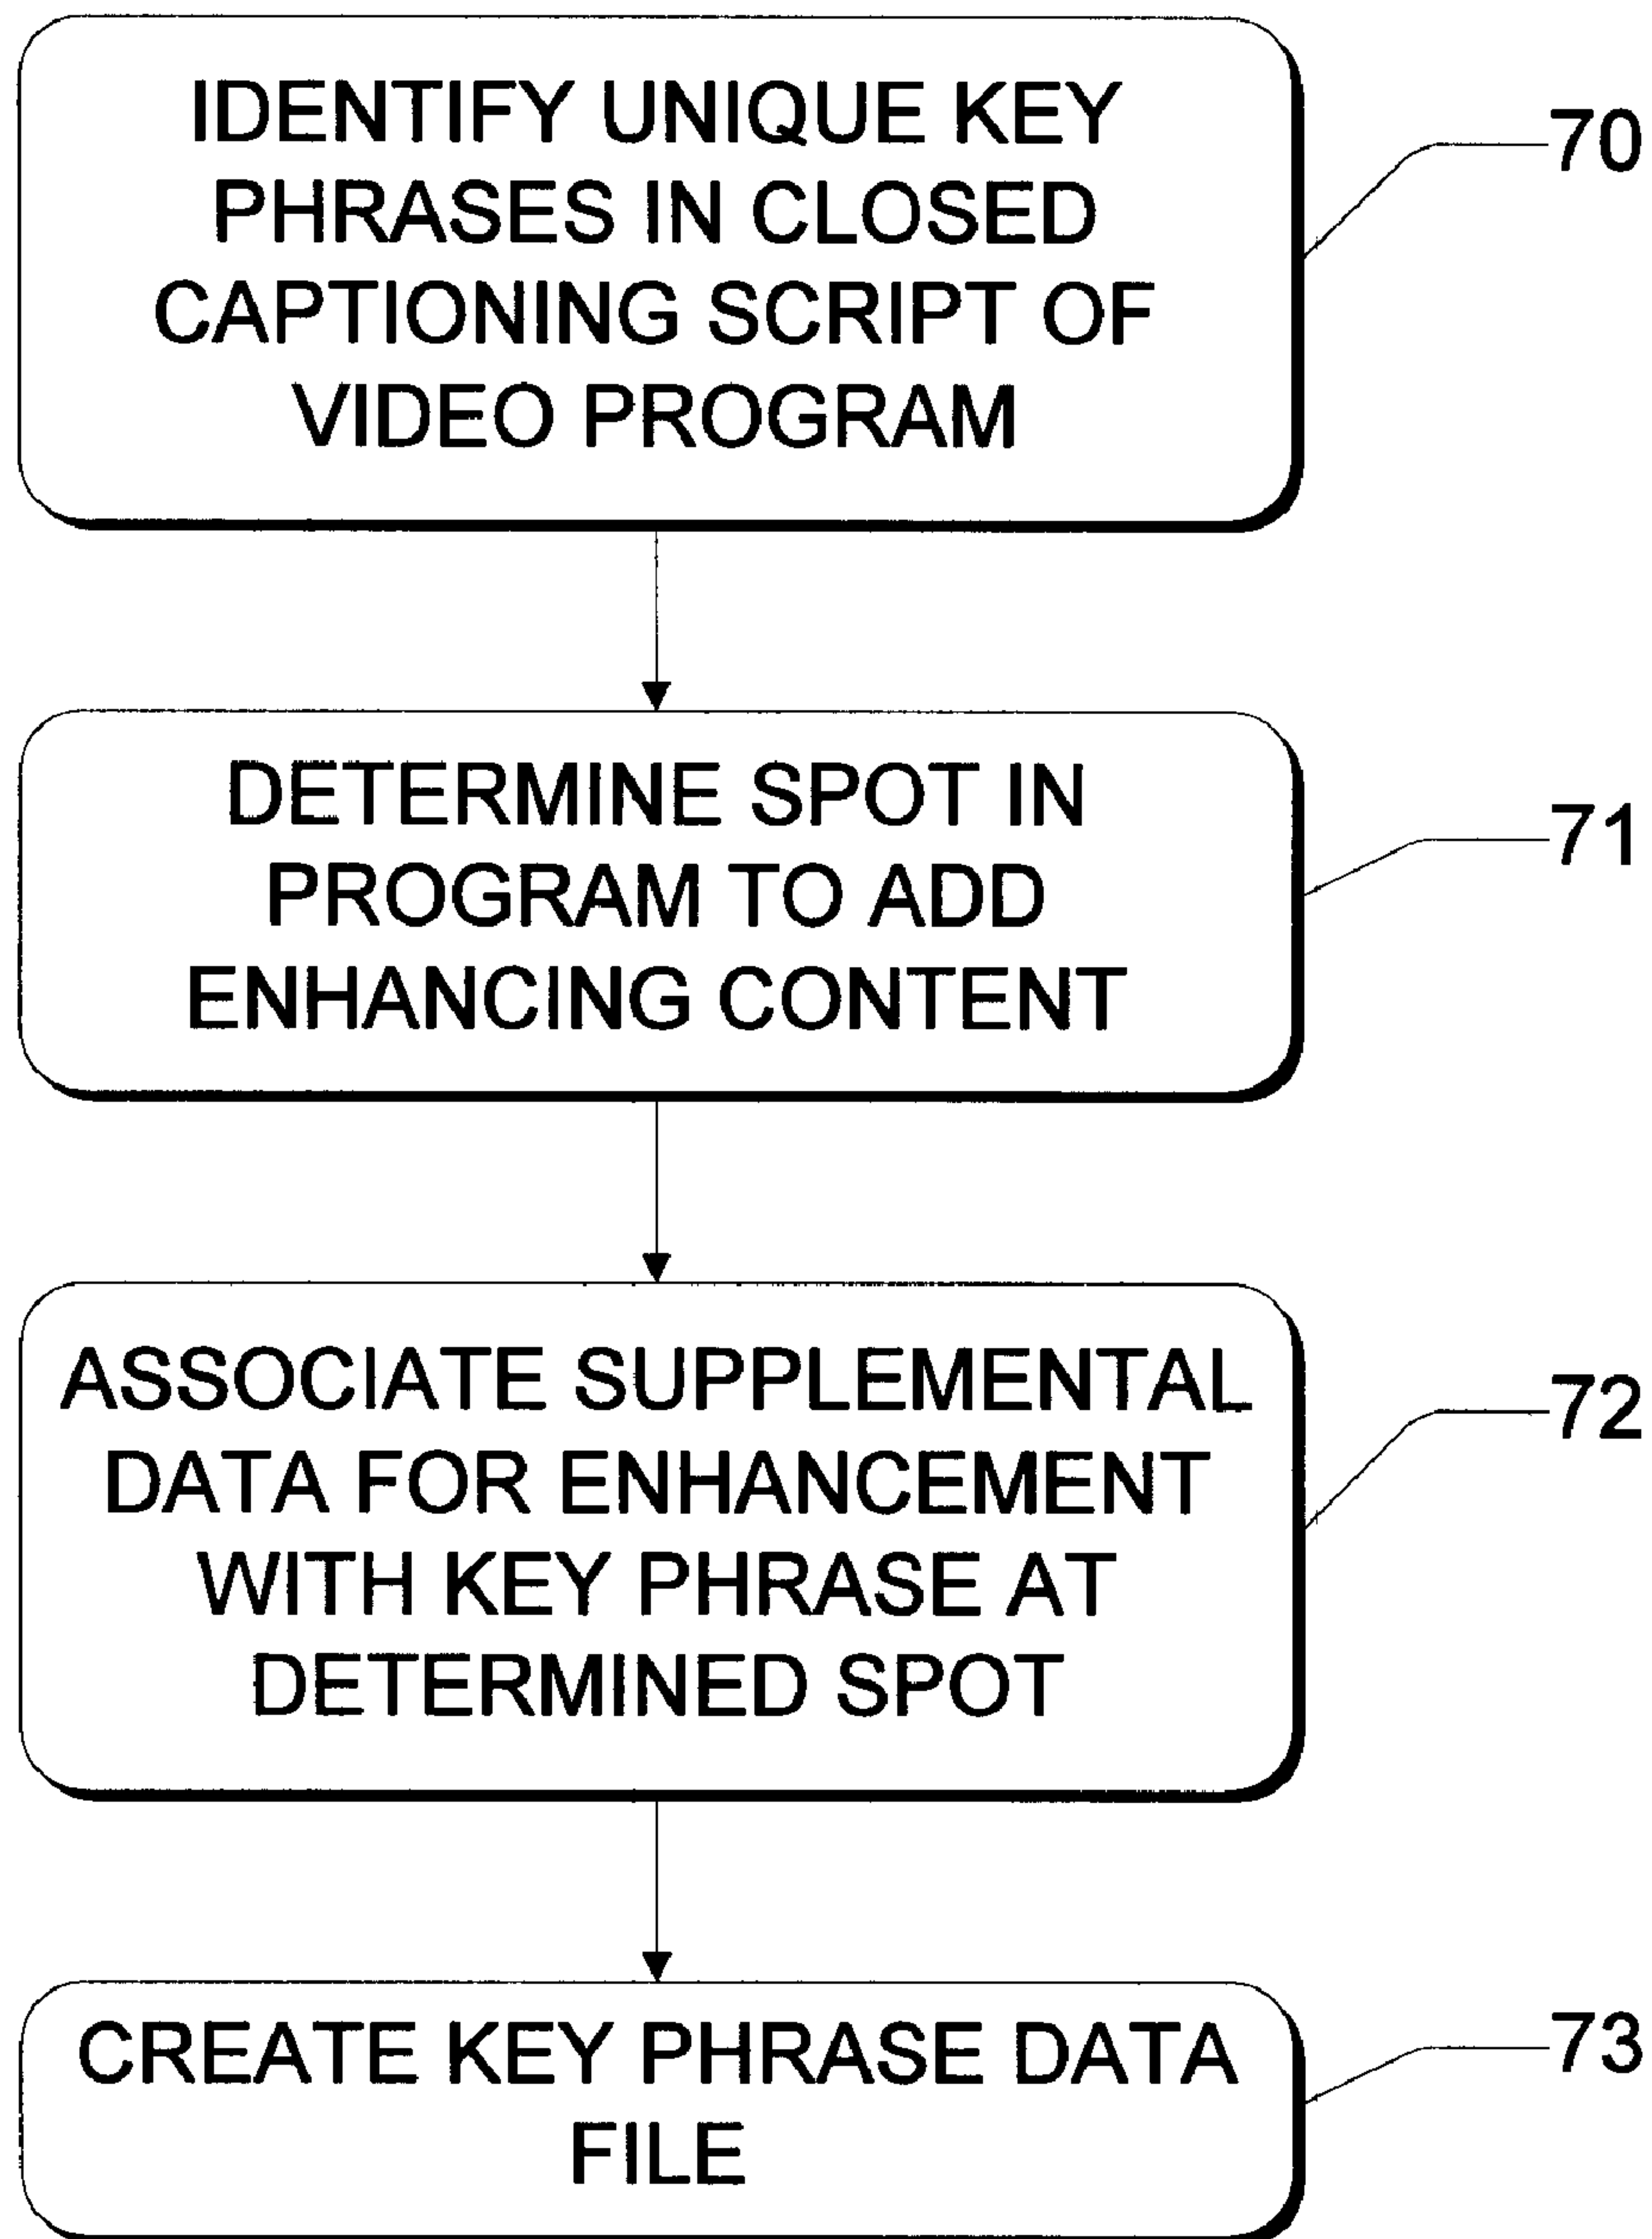 IDENTIFY UNIQUE KEY
PHRASES IN CLOSED
CAPTIONING SCRIPT OF
VIDEO PROGRAM
70
DETERMINE SPOT IN
PROGRAM TO ADD
ENHANCING CONTENT
71
ASSOCIATE SUPPLEMENTAL
DATA FOR ENHANCEMENT
WITH KEY PHRASE AT
DETERMINED SPOT
72
CREATE KEY PHRASE DATA
FILE
73